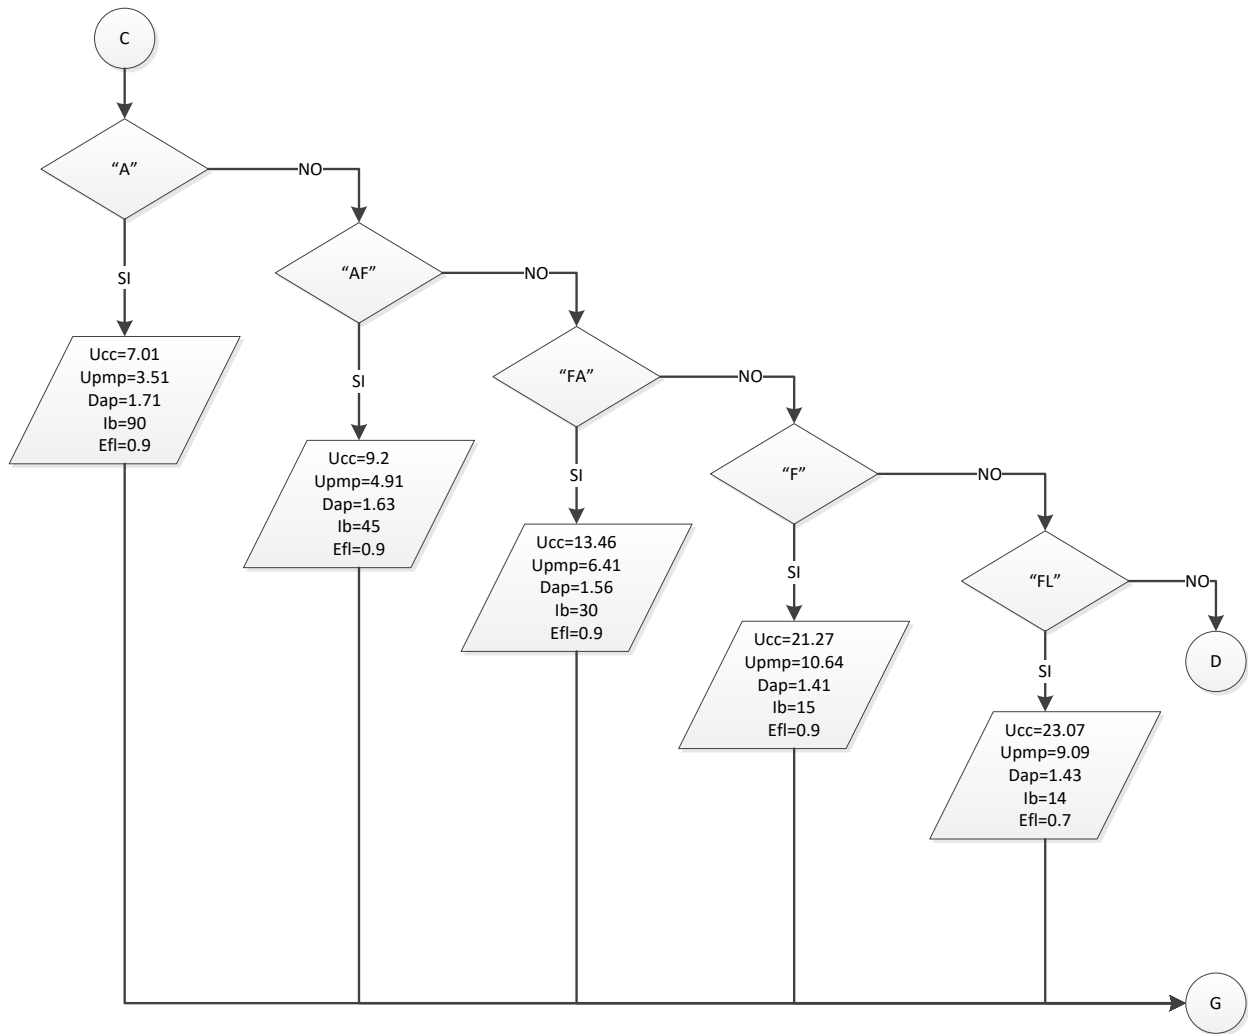 C
“A”
NO
SI
“AF”
NO
SI
“FA”
NO
SI
“F”
NO
SI
“FL”
NO
SI
D
Ucc=7.01
Upmp=3.51
Dap=1.71
Ib=90
Efl=0.9
Ucc=9.2
Upmp=4.91
Dap=1.63
Ib=45
Efl=0.9
Ucc=13.46
Upmp=6.41
Dap=1.56
Ib=30
Efl=0.9
Ucc=21.27
Upmp=10.64
Dap=1.41
Ib=15
Efl=0.9
Ucc=23.07
Upmp=9.09
Dap=1.43
Ib=14
Efl=0.7
G